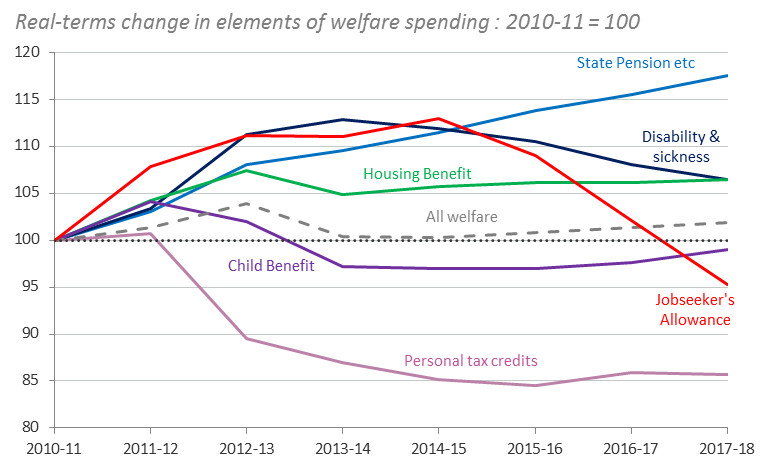 Real-terms change in elements of welfare spending : 2010-11 = 100
120
115
110
105
100
95
90
85
80
State Pension etc
Disability &
sickness
Housing Benefit
All welfare
Child Benefit
Jobseeker's
Allowance
Personal tax credits
2010-11 2011-12 2012-13 2013-14 2014-15 2015-16 2016-17 2017-18